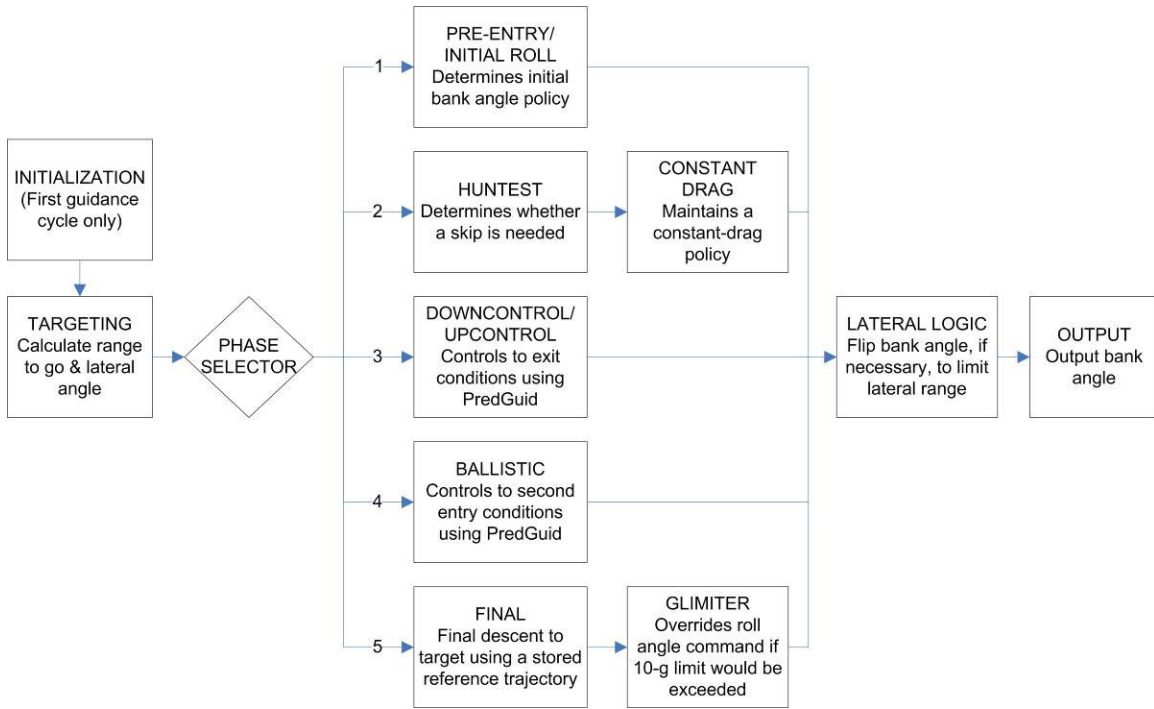 INITIALIZATION
(First guidance
cycle only)
TARGETING
Calculate range
to go & lateral
angle
PHASE
SELECTOR
1
PRE-ENTRY/
INITIAL ROLL
Determines initial
bank angle policy
2
HUNTEST
Determines whether
a skip is needed
CONSTANT
DRAG
Maintains a
constant-drag
policy
3
DOWNCONTROL/
UPCONTROL
Controls to exit
conditions using
PredGuid
4
BALLISTIC
Controls to second
entry conditions
using PredGuid
5
FINAL
Final descent to
target using a stored
reference trajectory
GLIMITER
Overrides roll
angle command if
10-g limit would be
exceeded
LATERAL LOGIC
Flip bank angle, if
necessary, to limit
lateral range
OUTPUT
Output bank
angle